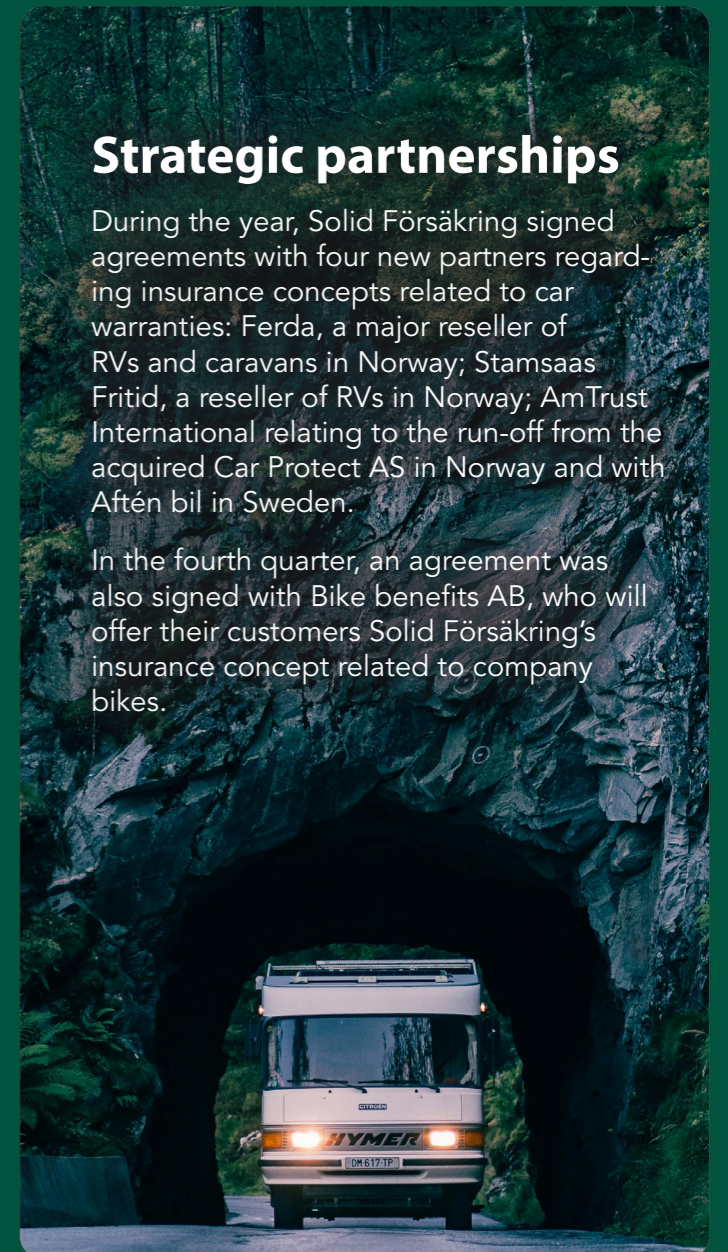 Strategic partnerships
During the year, Solid Försäkring signed
agreements with four new partners regard-
ing insurance concepts related to car
warranties: Ferda, a major reseller of
RVs and caravans in Norway; Stamsaas
Fritid, a reseller of RVs in Norway; AmTrust
International relating to the run-off from the
acquired Car Protect AS in Norway and with
Aftén bil in Sweden.
In the fourth quarter, an agreement was
also signed with Bike benefits AB, who will
offer their customers Solid Försäkring’s
insurance concept related to company
bikes.
CITROËN
HYMER
DM-617-TP